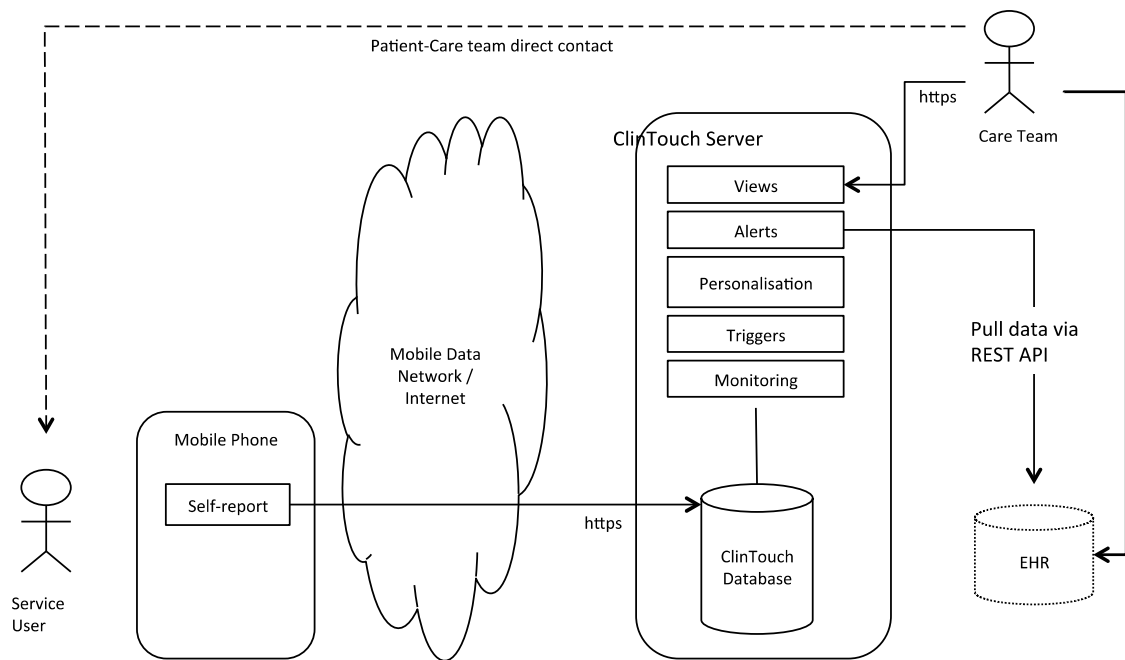 Patient-Care team direct contact
https
Care Team
ClinTouch Server
Views
Alerts
Personalisation
Triggers
Monitoring
Pull data via
REST API
Mobile Data
Network /
Internet
Mobile Phone
Self-report
https
ClinTouch
Database
EHR
Service
User